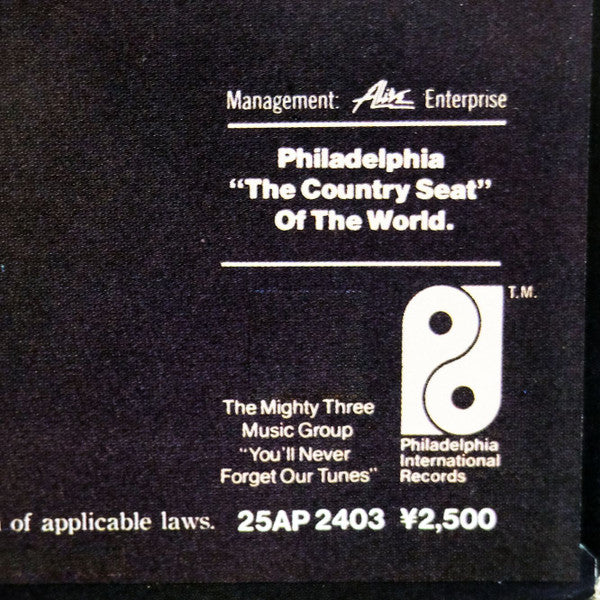 Management: Alive Enterprise
Philadelphia
“The Country Seat”
Of The World.
T.M.
The Mighty Three
Music Group
“You'll Never
Forget Our Tunes”
Philadelphia
International
Records
of applicable laws. 25AP 2403 ¥2,500